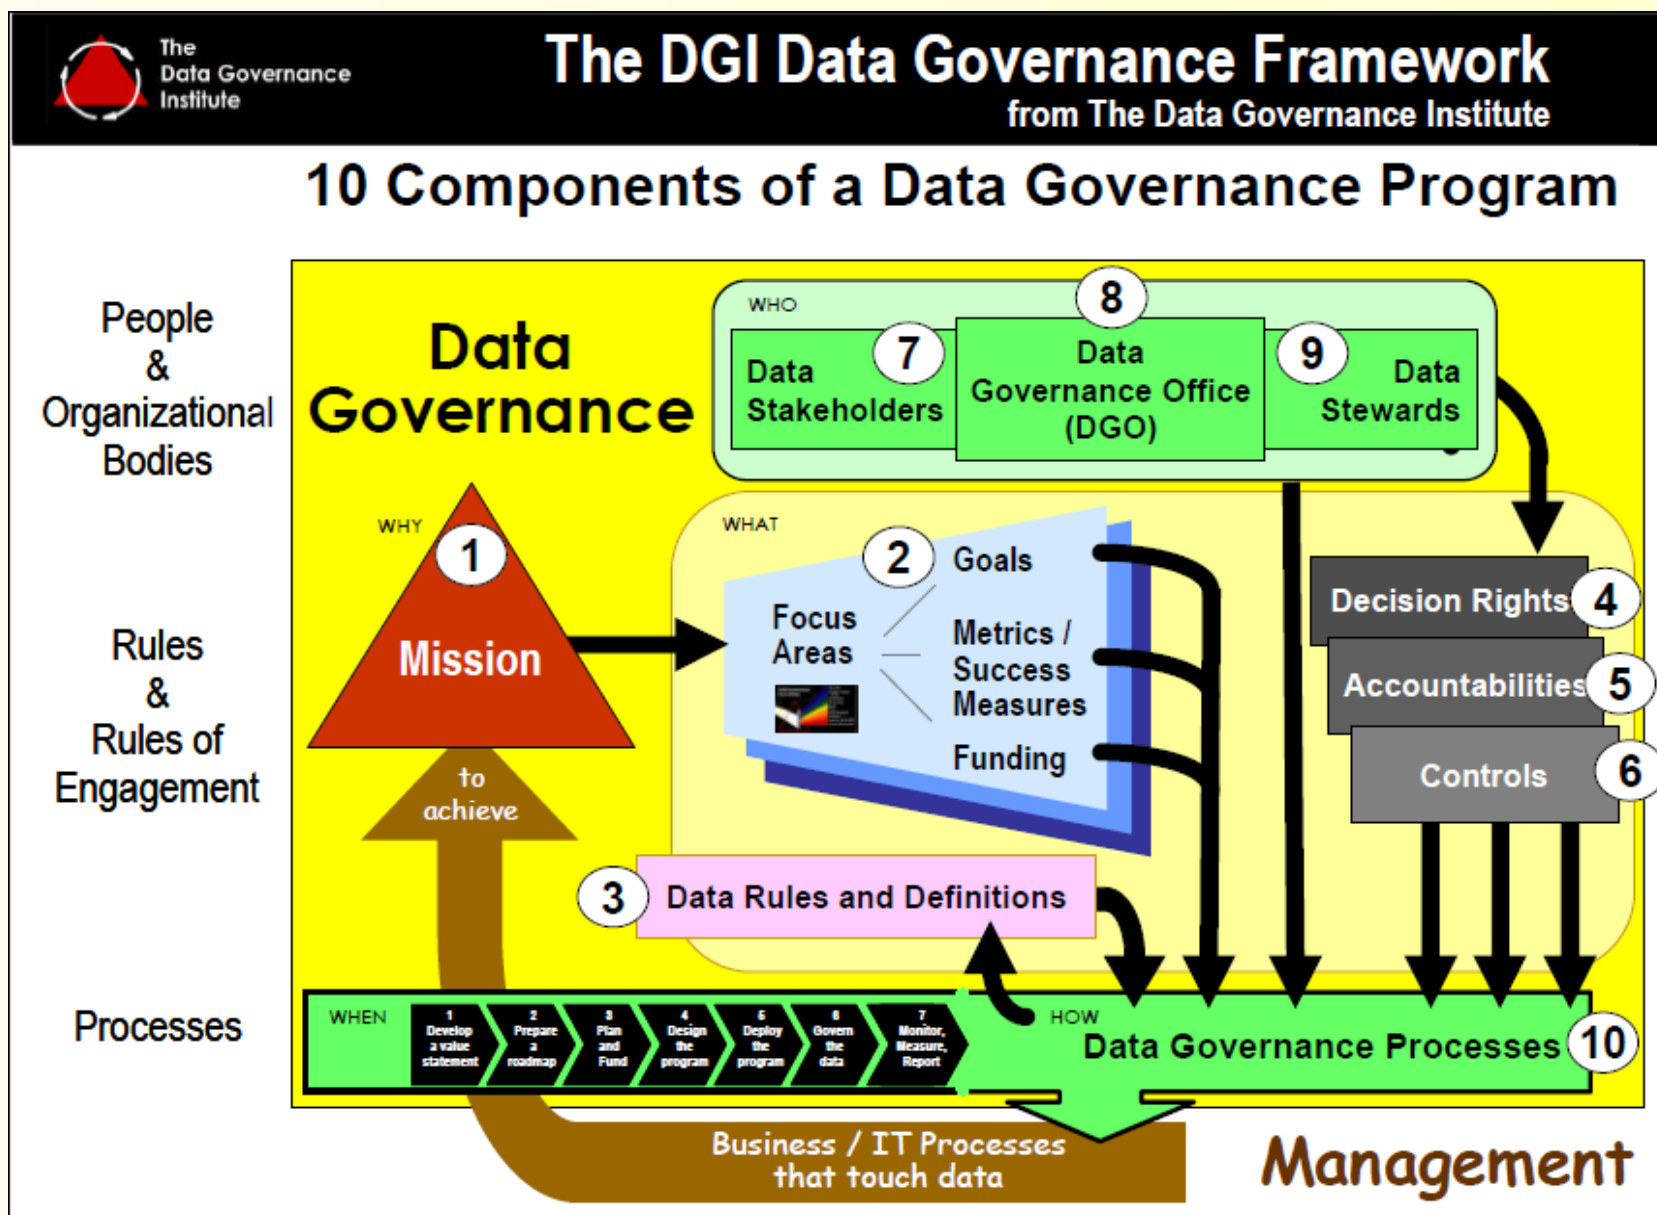 The
Data Governance
Institute
The DGI Data Governance Framework
from The Data Governance Institute
10 Components of a Data Governance Program
People
&
Organizational
Bodies
Rules
&
Rules of
Engagement
Processes
Data
Governance
WHO
7
Data
Stakeholders
8
Data
Governance Office
(DGO)
9
Data
Stewards
WHY
1
Mission
WHAT
2
Focus
Areas
Goals
Metrics /
Success
Measures
Funding
Decision Rights
4
Accountabilities
5
Controls
6
to
achieve
3
Data Rules and Definitions
WHEN
1
Develop
a value
statement
2
Prepare
a
roadmap
3
Plan
and
Fund
4
Design
the
program
5
Deploy
the
program
6
Govern
the
data
7
Monitor,
Measure,
Report
HOW
Data Governance Processes
10
Business / IT Processes
that touch data
Management